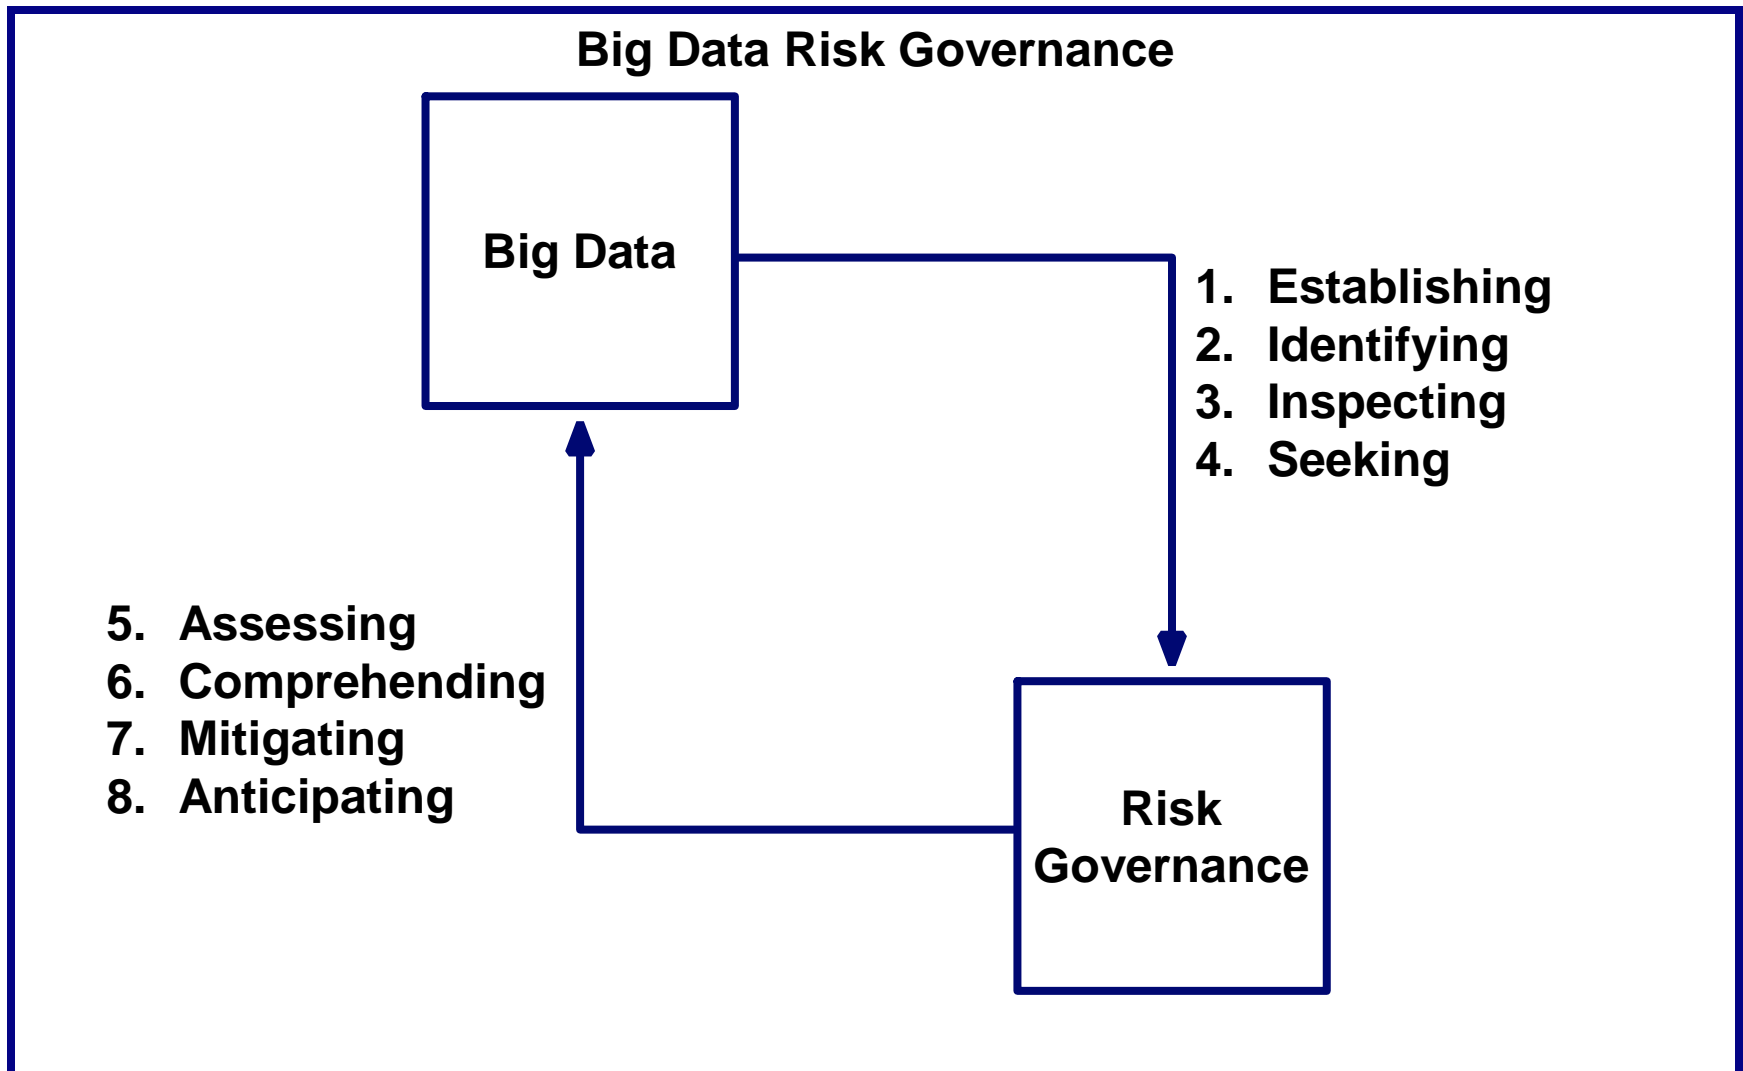 Big Data Risk Governance
Big Data
1. Establishing
2. Identifying
3. Inspecting
4. Seeking
5. Assessing
6. Comprehending
7. Mitigating
8. Anticipating
Risk
Governance